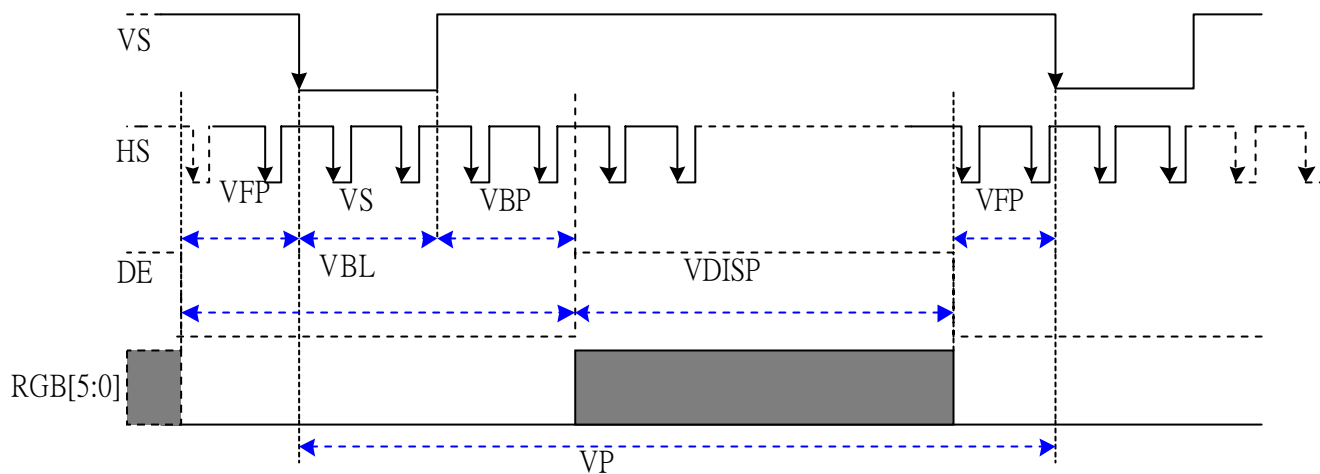 VS
HS
VFP VS VBP VFP
DE VBL VDISP
RGB[5:0]
VP